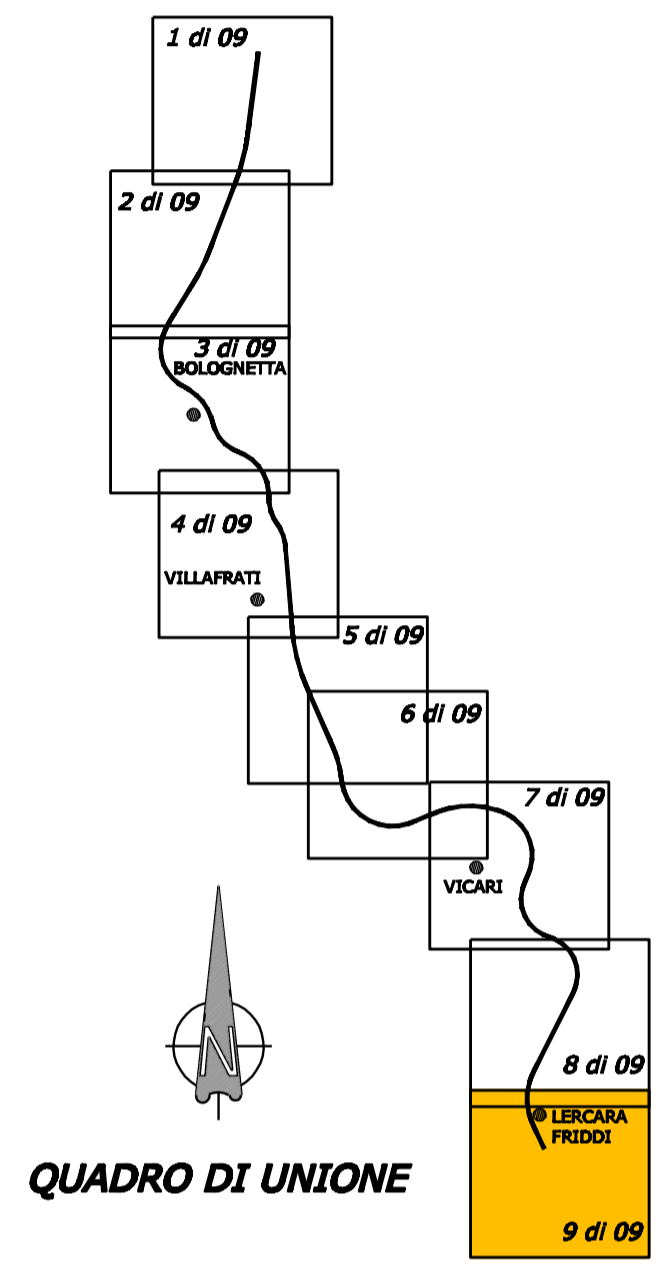 1 di 09
2 di 09
3 di 09
BOLOGNETTA
4 di 09
VILLAFRATI
5 di 09
6 di 09
7 di 09
VICARI
8 di 09
LERCARA
FRIDDI
9 di 09
N
QUADRO DI UNIONE